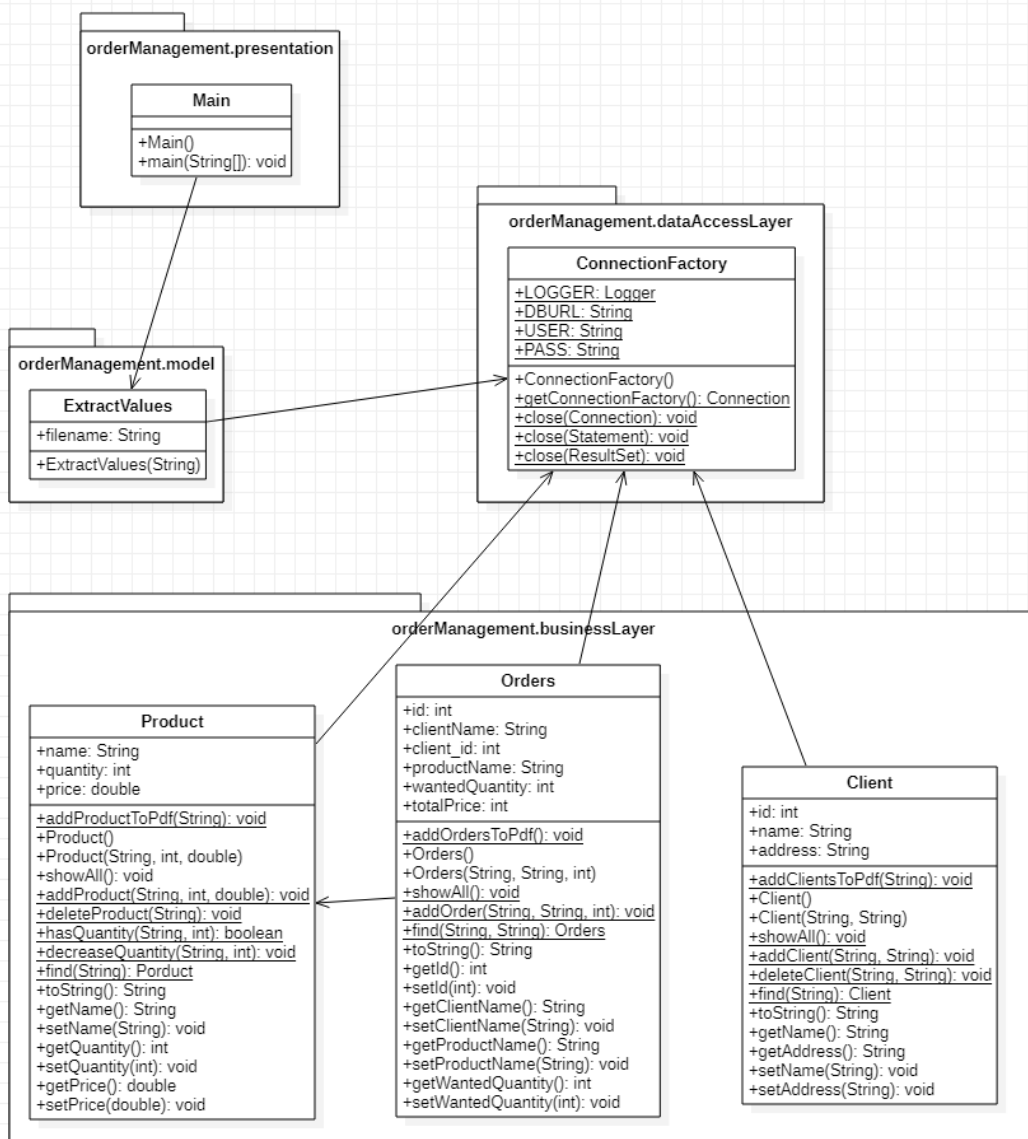 orderManagement.presentation
Main
+Main()
+main(String[]): void
orderManagement.dataAccessLayer
ConnectionFactory
+LOGGER: Logger
+DBURL: String
+USER: String
+PASS: String
+ConnectionFactory()
+getConnectionFactory(): Connection
+close(Connection): void
+close(Statement): void
+close(ResultSet): void
orderManagement.model
ExtractValues
+filename: String
+ExtractValues(String)
orderManagement.businessLayer
Product
+name: String
+quantity: int
+price: double
+addProductToPdf(String): void
+Product()
+Product(String, int, double)
+showAll(): void
+addProduct(String, int, double): void
+deleteProduct(String): void
+hasQuantity(String, int): boolean
+decreaseQuantity(String, int): void
+find(String): Porduct
+toString(): String
+getName(): String
+setName(String): void
+getQuantity(): int
+setQuantity(int): void
+getPrice(): double
+setPrice(double): void
Orders
+id: int
+clientName: String
+client_id: int
+productName: String
+wantedQuantity: int
+totalPrice: int
+addOrdersToPdf(): void
+Orders()
+Orders(String, String, int)
+showAll(): void
+addOrder(String, String, int): void
+find(String, String): Orders
+toString(): String
+getId(): int
+setId(int): void
+getClientName(): String
+setClientName(String): void
+getProductName(): String
+setProductName(String): void
+getWantedQuantity(): int
+setWantedQuantity(int): void
Client
+id: int
+name: String
+address: String
+addClientsToPdf(String): void
+Client()
+Client(String, String)
+showAll(): void
+addClient(String, String): void
+deleteClient(String, String): void
+find(String): Client
+toString(): String
+getName(): String
+getAddress(): String
+setName(String): void
+setAddress(String): void